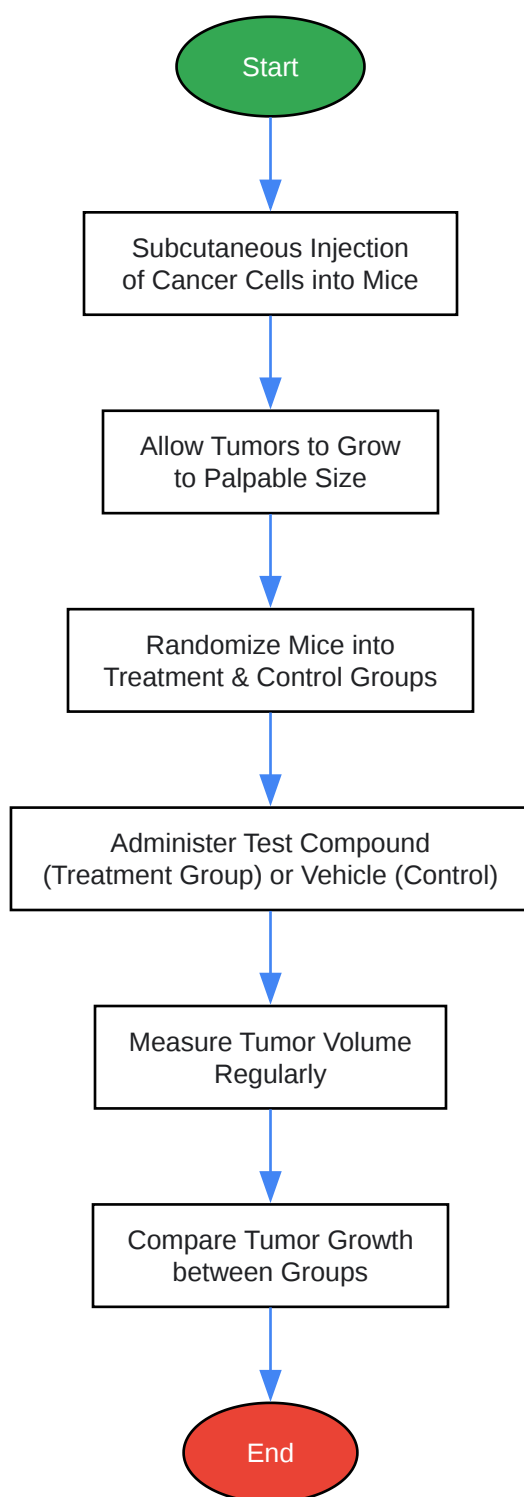 Start
Subcutaneous Injection
of Cancer Cells into Mice
Allow Tumors to Grow
to Palpable Size
Randomize Mice into
Treatment & Control Groups
Administer Test Compound
(Treatment Group) or Vehicle (Control)
Measure Tumor Volume
Regularly
Compare Tumor Growth
between Groups
End